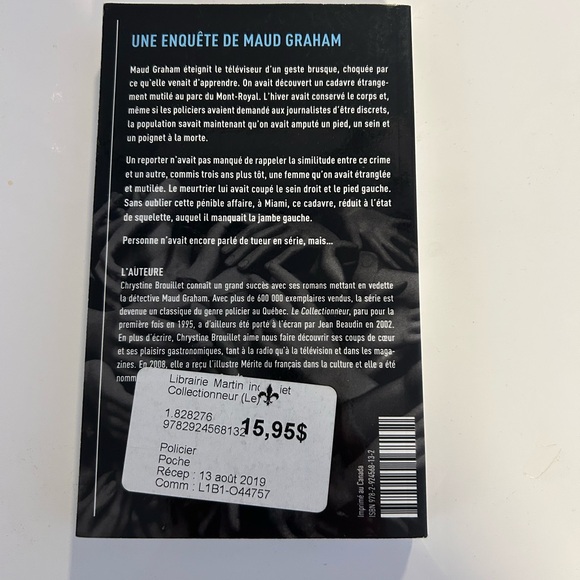 UNE ENQUÊTE DE MAUD GRAHAM
Maud Graham éteignit le téléviseur d'un geste brusque, choquée par
ce qu'elle venait d'apprendre. On avait découvert un cadavre étrange-
ment mutilé au parc du Mont-Royal. L'hiver avait conservé le corps et,
même si les policiers avaient demandé aux journalistes d'être discrets,
la population savait maintenant qu'on avait amputé un pied, un sein et
un poignet à la morte.
Un reporter n'avait pas manqué de rappeler la similitude entre ce crime
et un autre, commis trois ans plus tôt, une femme qu'on avait étranglée
et mutilée. Le meurtrier lui avait coupé le sein droit et le pied gauche.
Sans oublier cette pénible affaire, à Miami, ce cadavre, réduit à l'état
de squelette, auquel il manquait la jambe gauche.
Personne n'avait encore parlé de tueur en série, mais...
L'AUTEURE
Chrystine Brouillet connaît un grand succès avec ses romans mettant en vedette
la détective Maud Graham. Avec plus de 600 000 exemplaires vendus, la série est
devenue un classique du genre policier au Québec. Le Collectionneur, paru pour la
première fois en 1995, a d'ailleurs été porté à l'écran par Jean Beaudin en 2002.
En plus d'écrire, Chrystine Brouillet aime nous faire découvrir ses coups de cœur
et ses plaisirs gastronomiques, tant à la radio qu'à la télévision et dans les maga-
zines. En 2008, elle a reçu l'illustre Mérite du français dans la culture et elle a été
nomm
Librairie Martin inc iet
Collectionneur (Le)
1.828276
9782924568132 15,95$
Policier
Poche
Récep : 13 août 2019
Comm : L1B1-O44757
Imprimé au Canada
ISBN 978-2-924568-13-2